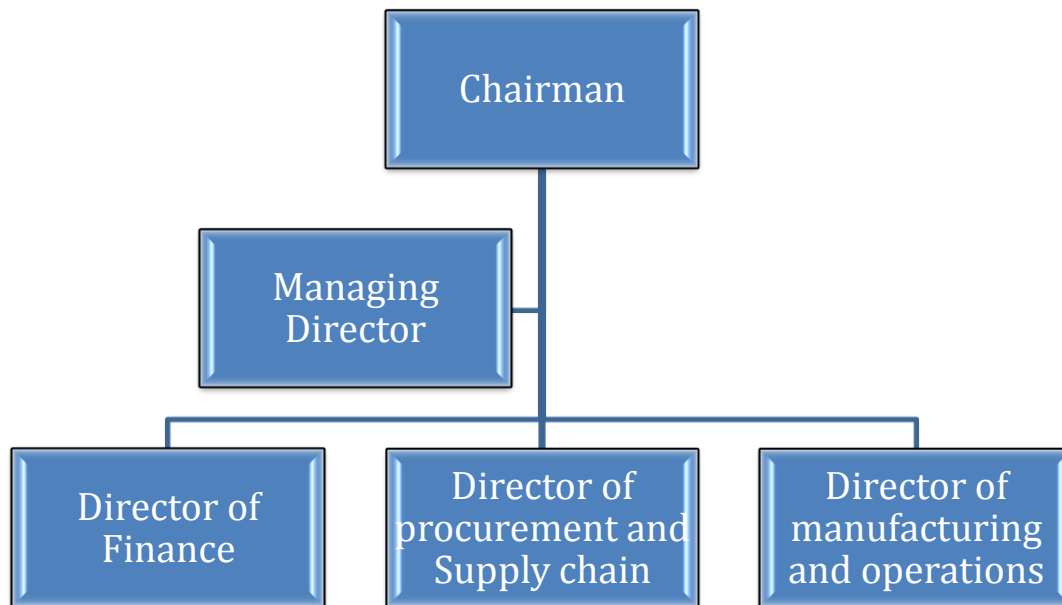 Chairman
Managing
Director
Director of
Finance
Director of
procurement and
Supply chain
Director of
manufacturing
and operations